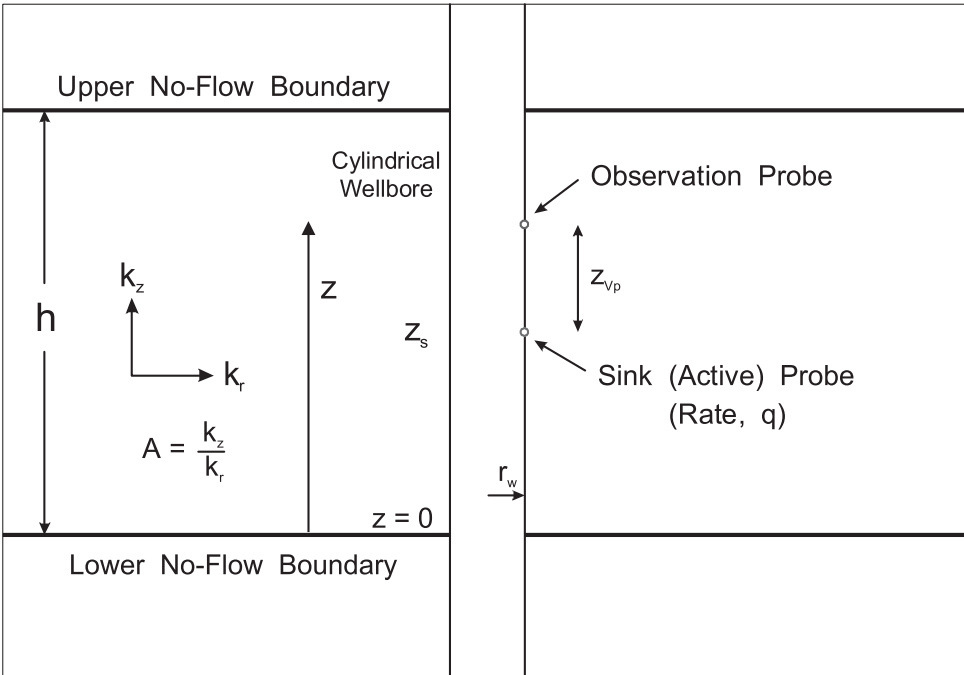 Upper No-Flow Boundary
Cylindrical
Wellbore
Observation Probe
k_z
z
z_Vp
h
z_s
k_r
Sink (Active) Probe
(Rate, q)
A = k_z / k_r
r_w
z = 0
Lower No-Flow Boundary